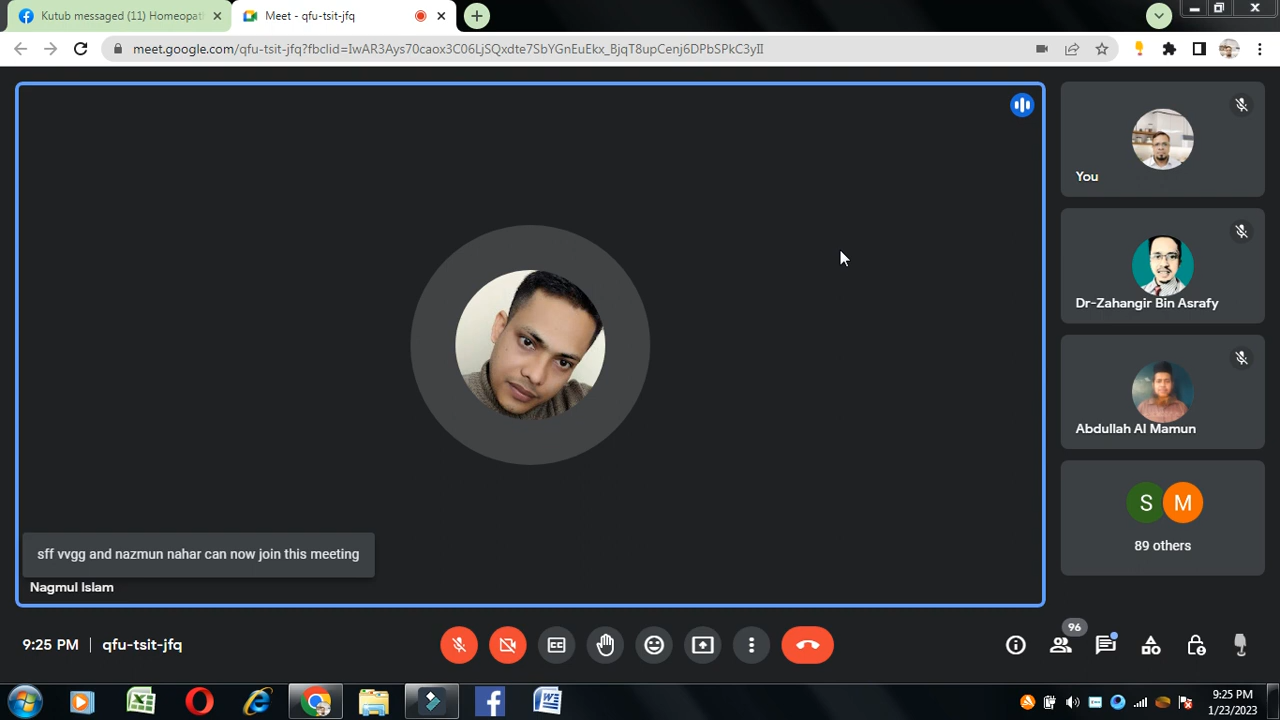 Kutub messaged (11) Homeopat
Meet - qfu-tsit-jfq
meet.google.com/qfu-tsit-jfq?fbclid=IwAR3Ays70caox3C06LjSQxdte7SbYGnEuEkx_BjqT8upCenj6DPbSPkC3yII
You
Dr-Zahangir Bin Asrafy
Abdullah Al Mamun
S M
89 others
sff vvgg and nazmun nahar can now join this meeting
Nagmul Islam
9:25 PM | qfu-tsit-jfq
96
9:25 PM
1/23/2023